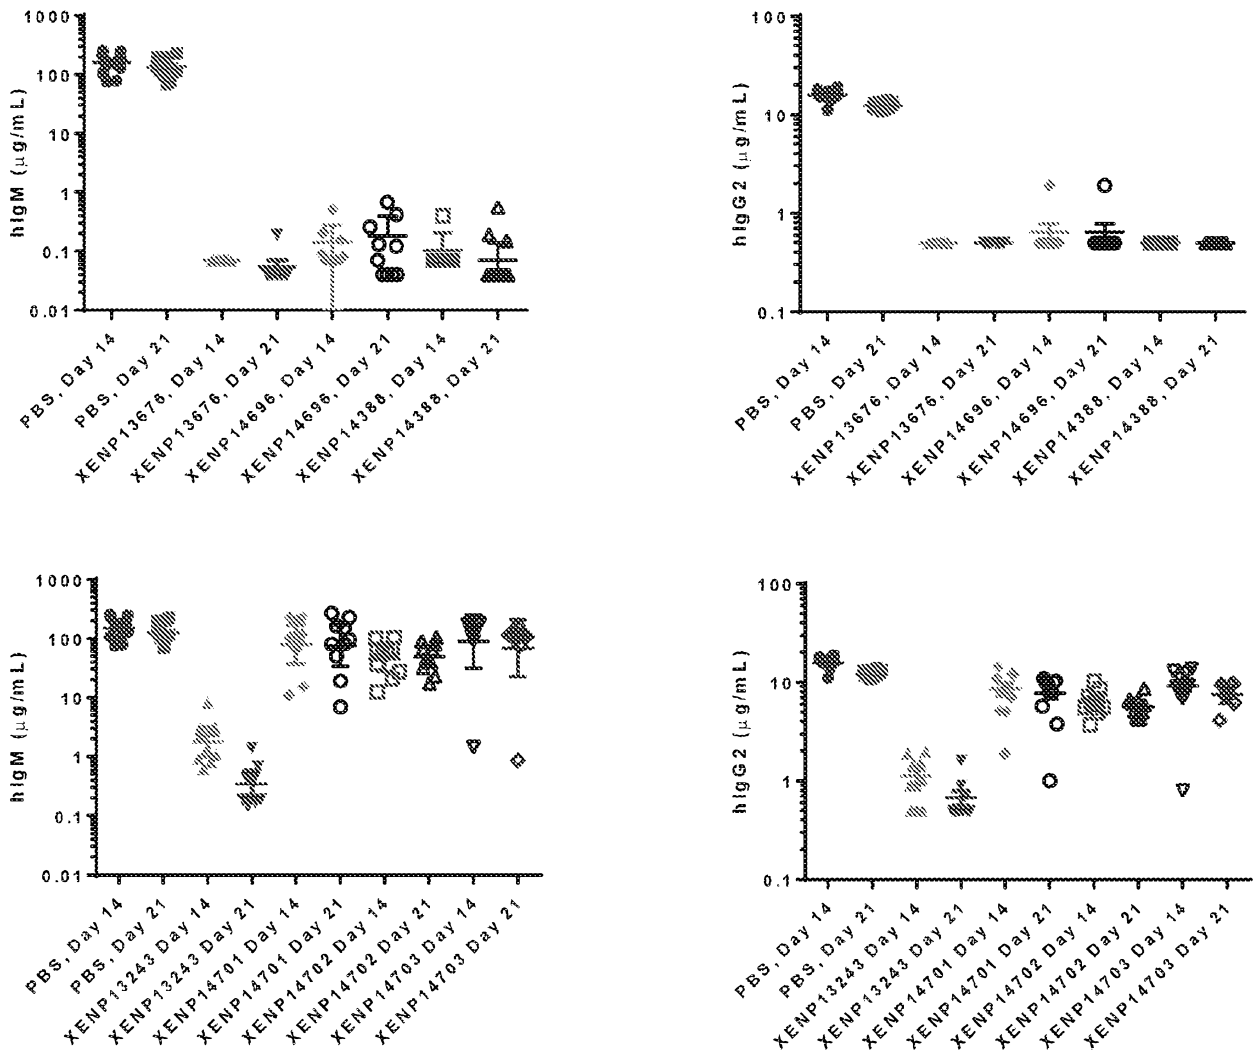 1000
100
10
1
0.1
0.01
hIgM (μg/mL)
PBS, Day 14
PBS, Day 21
XENP13676, Day 14
XENP13676, Day 21
XENP14696, Day 14
XENP14696, Day 21
XENP14388, Day 14
XENP14388, Day 21
100
10
1
0.1
hIgG2 (μg/mL)
PBS, Day 14
PBS, Day 21
XENP13676, Day 14
XENP13676, Day 21
XENP14696, Day 14
XENP14696, Day 21
XENP14388, Day 14
XENP14388, Day 21
1000
100
10
1
0.1
0.01
hIgM (μg/mL)
PBS, Day 14
PBS, Day 21
XENP13243 Day 14
XENP13243 Day 21
XENP14701 Day 14
XENP14701 Day 21
XENP14702 Day 14
XENP14702 Day 21
XENP14703 Day 14
XENP14703 Day 21
100
10
1
0.1
hIgG2 (μg/mL)
PBS, Day 14
PBS, Day 21
XENP13243 Day 14
XENP13243 Day 21
XENP14701 Day 14
XENP14701 Day 21
XENP14702 Day 14
XENP14702 Day 21
XENP14703 Day 14
XENP14703 Day 21